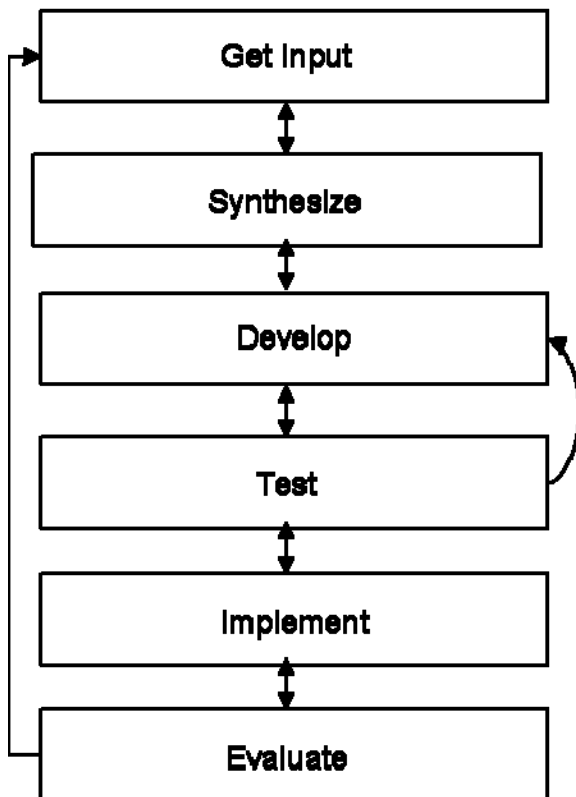 Get Input
Synthesize
Develop
Test
Implement
Evaluate